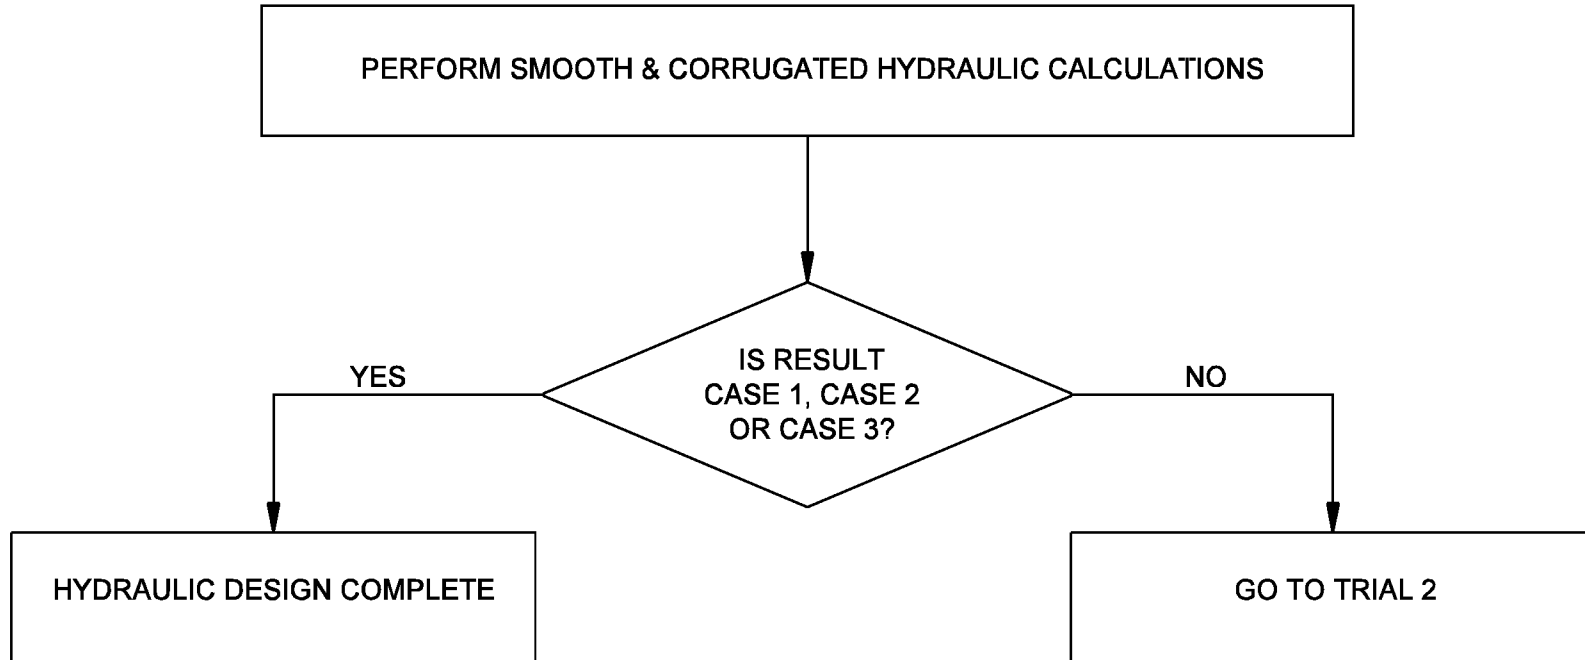 PERFORM SMOOTH & CORRUGATED HYDRAULIC CALCULATIONS
IS RESULT
CASE 1, CASE 2
OR CASE 3?
YES
NO
HYDRAULIC DESIGN COMPLETE
GO TO TRIAL 2